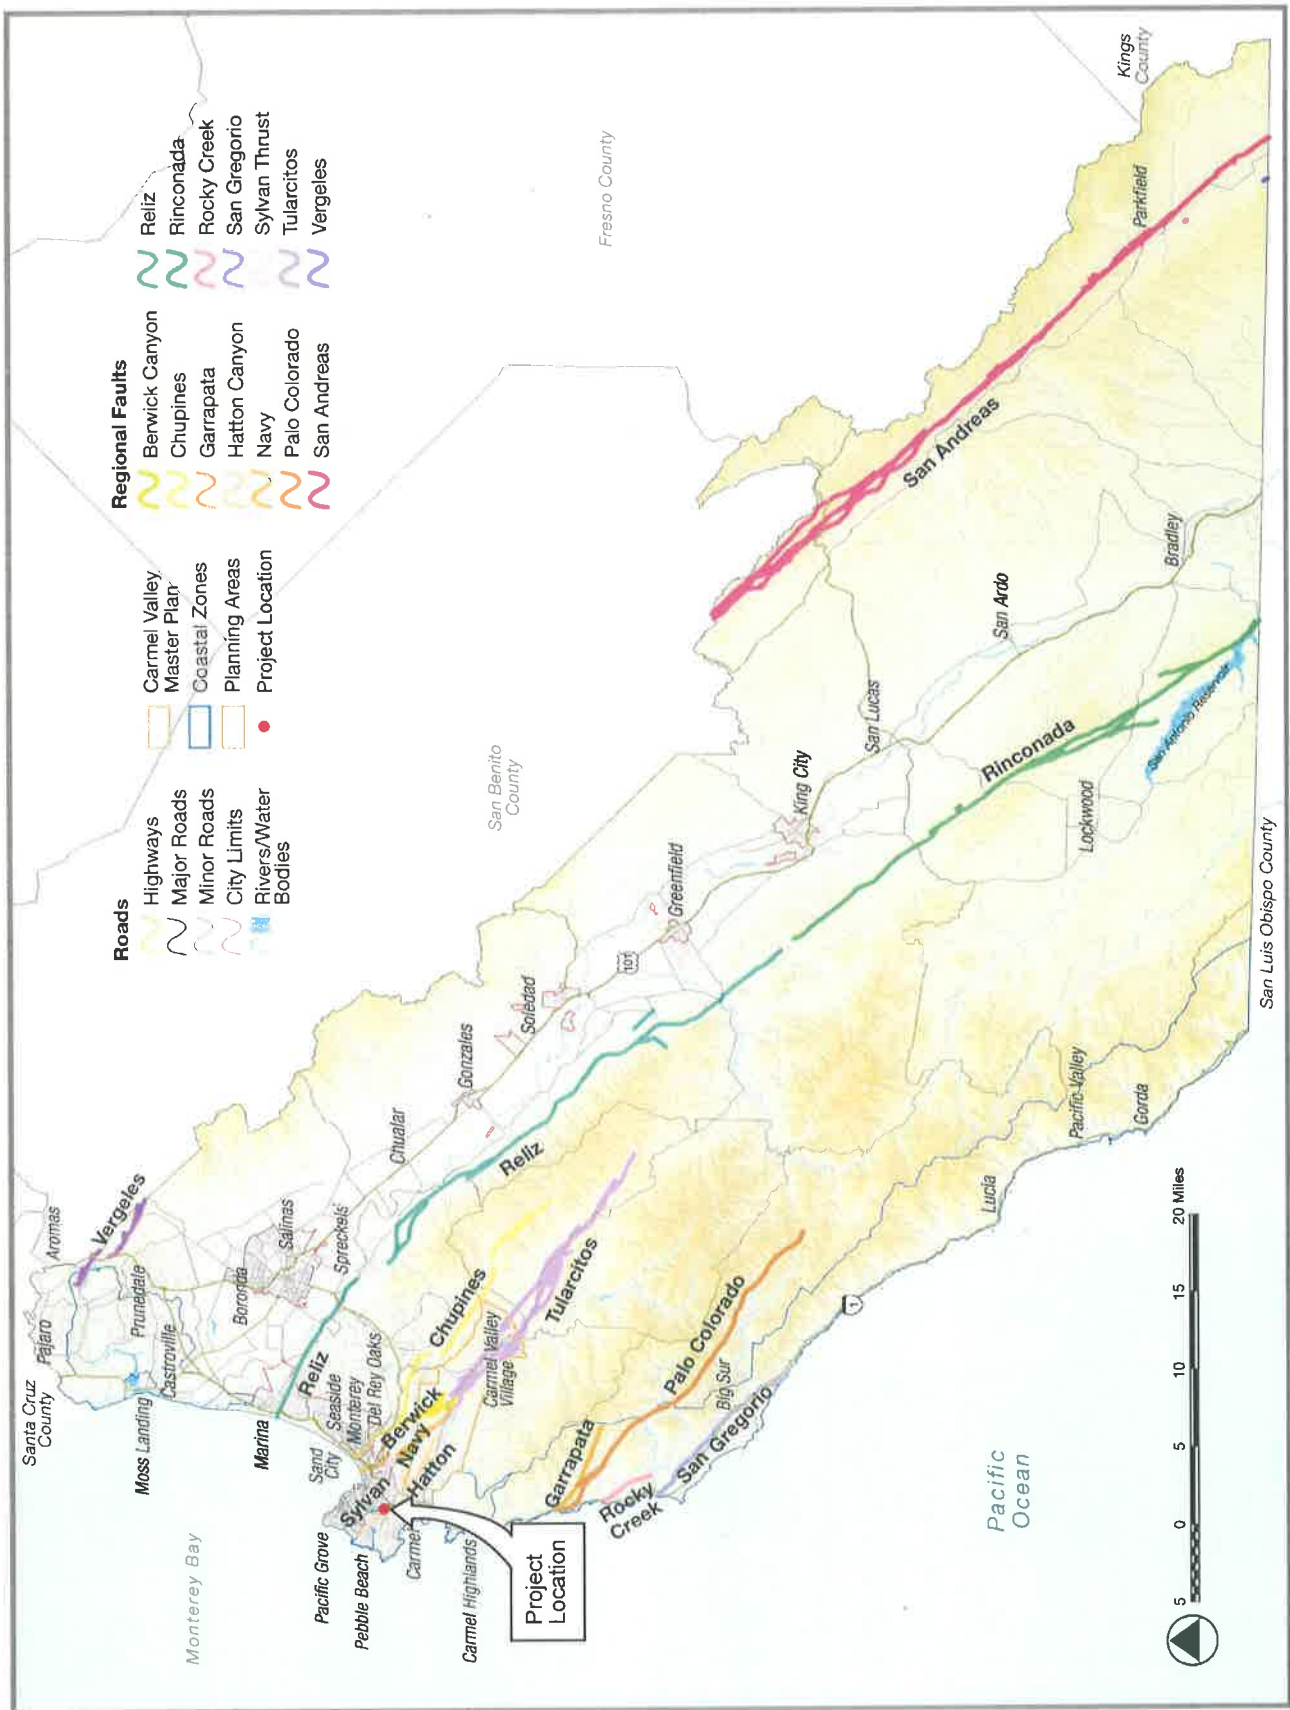 Roads
Highways
Major Roads
Minor Roads
City Limits
Rivers/Water
Bodies
Carmel Valley
Master Plan
Coastal Zones
Planning Areas
Project Location
Regional Faults
Berwick Canyon
Chupines
Garrapata
Hatton Canyon
Navy
Palo Colorado
San Andreas
Reliz
Rinconada
Rocky Creek
San Gregorio
Sylvan Thrust
Tularcitos
Vergeles
Santa Cruz
County
Pajaro
Aromas
Vergeles
Moss Landing
Prunedale
Castroville
Monterey Bay
Marina
Boronda
Salinas
Spreckels
Reliz
Chualar
Gonzales
Soledad
101
Greenfield
San Benito
County
Fresno County
Kings
County
Pacific Grove
Sand
City
Seaside
Monterey
Del Rey Oaks
Pebble Beach
Sylvan
Berwick
Navy
Hatton
Carmel
Carmel Highlands
Chupines
Carmel Valley
Village
Tularcitos
Reliz
Project
Location
Garrapata
Rocky
Creek
Palo Colorado
Big Sur
San Gregorio
1
King City
San Lucas
San Ardo
San Andreas
Parkfield
Rinconada
Lockwood
Bradley
San Antonio Reservoir
Lucia
Pacific Valley
Gorda
Pacific
Ocean
San Luis Obispo County
5
0
5
10
15
20 Miles